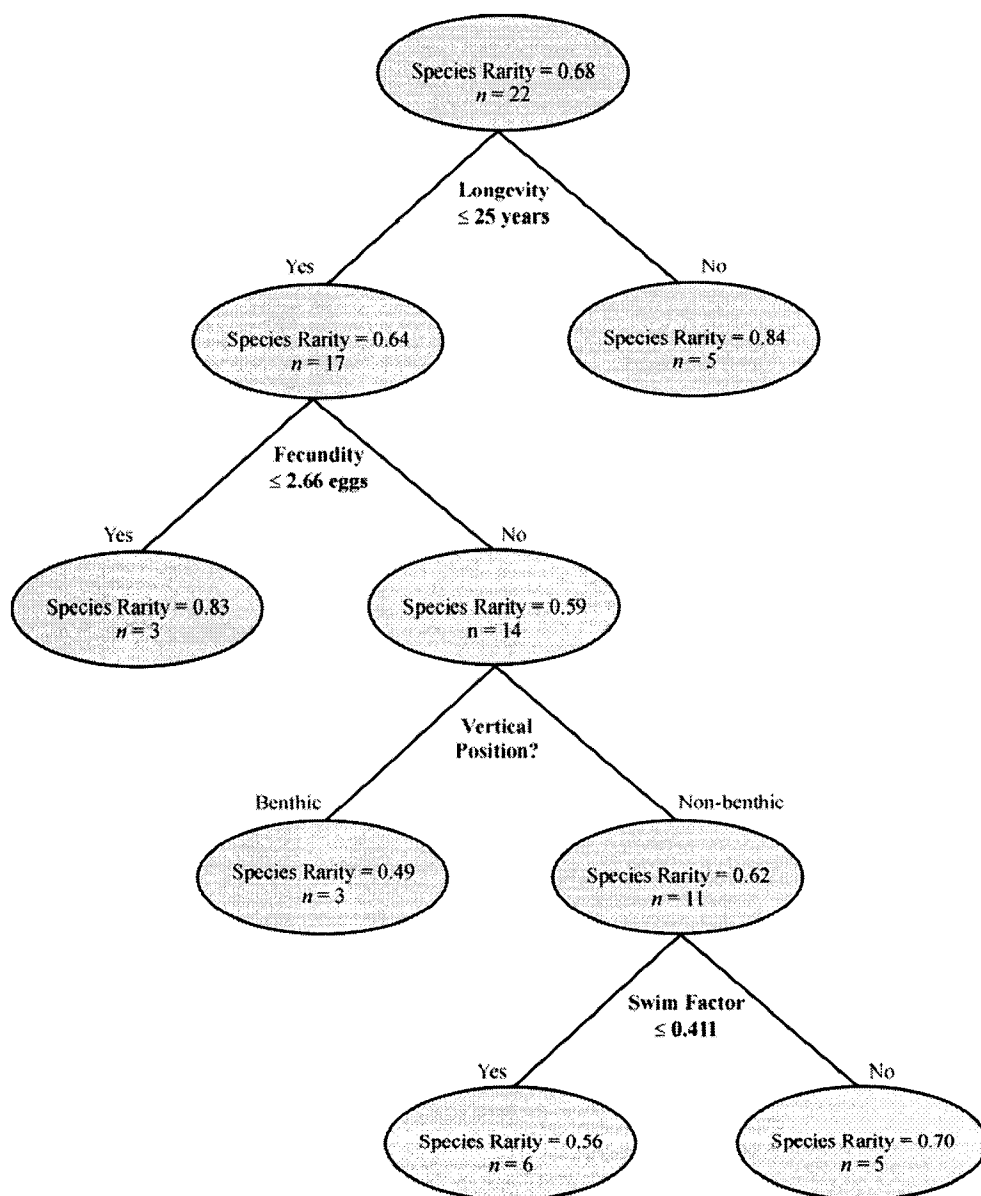 Species Rarity = 0.68
n = 22
Longevity
≤ 25 years
Yes
No
Species Rarity = 0.64
n = 17
Species Rarity = 0.84
n = 5
Fecundity
≤ 2.66 eggs
Yes
No
Species Rarity = 0.83
n = 3
Species Rarity = 0.59
n = 14
Vertical
Position?
Benthic
Non-benthic
Species Rarity = 0.49
n = 3
Species Rarity = 0.62
n = 11
Swim Factor
≤ 0.411
Yes
No
Species Rarity = 0.56
n = 6
Species Rarity = 0.70
n = 5